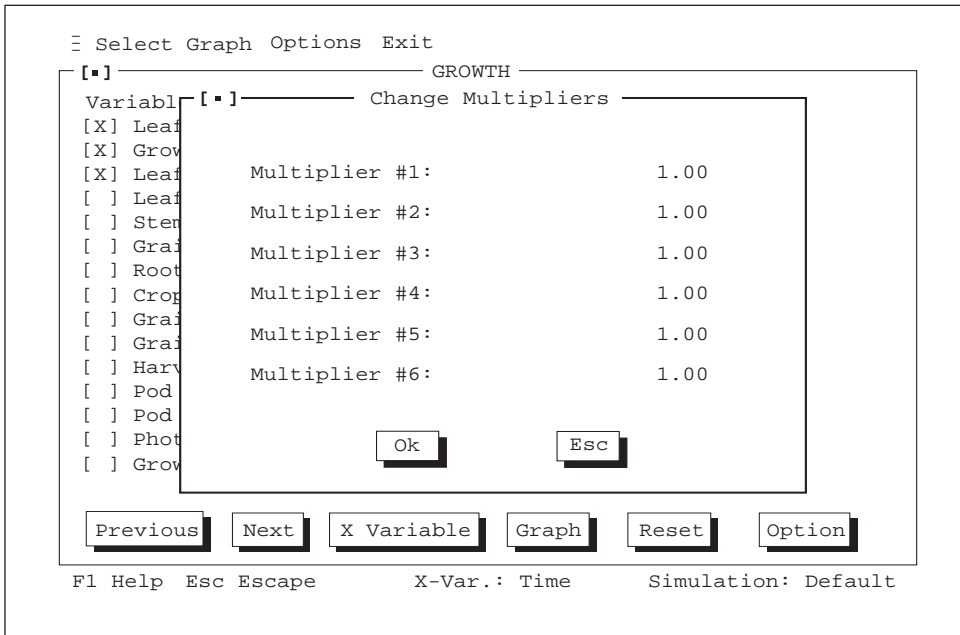 Ξ Select Graph Options Exit
[▪] GROWTH
Variabl
[▪] Change Multipliers
[X] Leaf
[X] Grow
[X] Leaf
[ ] Leaf
[ ] Stem
[ ] Grai
[ ] Root
[ ] Crop
[ ] Grai
[ ] Grai
[ ] Harv
[ ] Pod
[ ] Pod
[ ] Phot
[ ] Grow
Multiplier #1: 1.00
Multiplier #2: 1.00
Multiplier #3: 1.00
Multiplier #4: 1.00
Multiplier #5: 1.00
Multiplier #6: 1.00
Ok Esc
Previous Next X Variable Graph Reset Option
F1 Help Esc Escape X-Var.: Time Simulation: Default